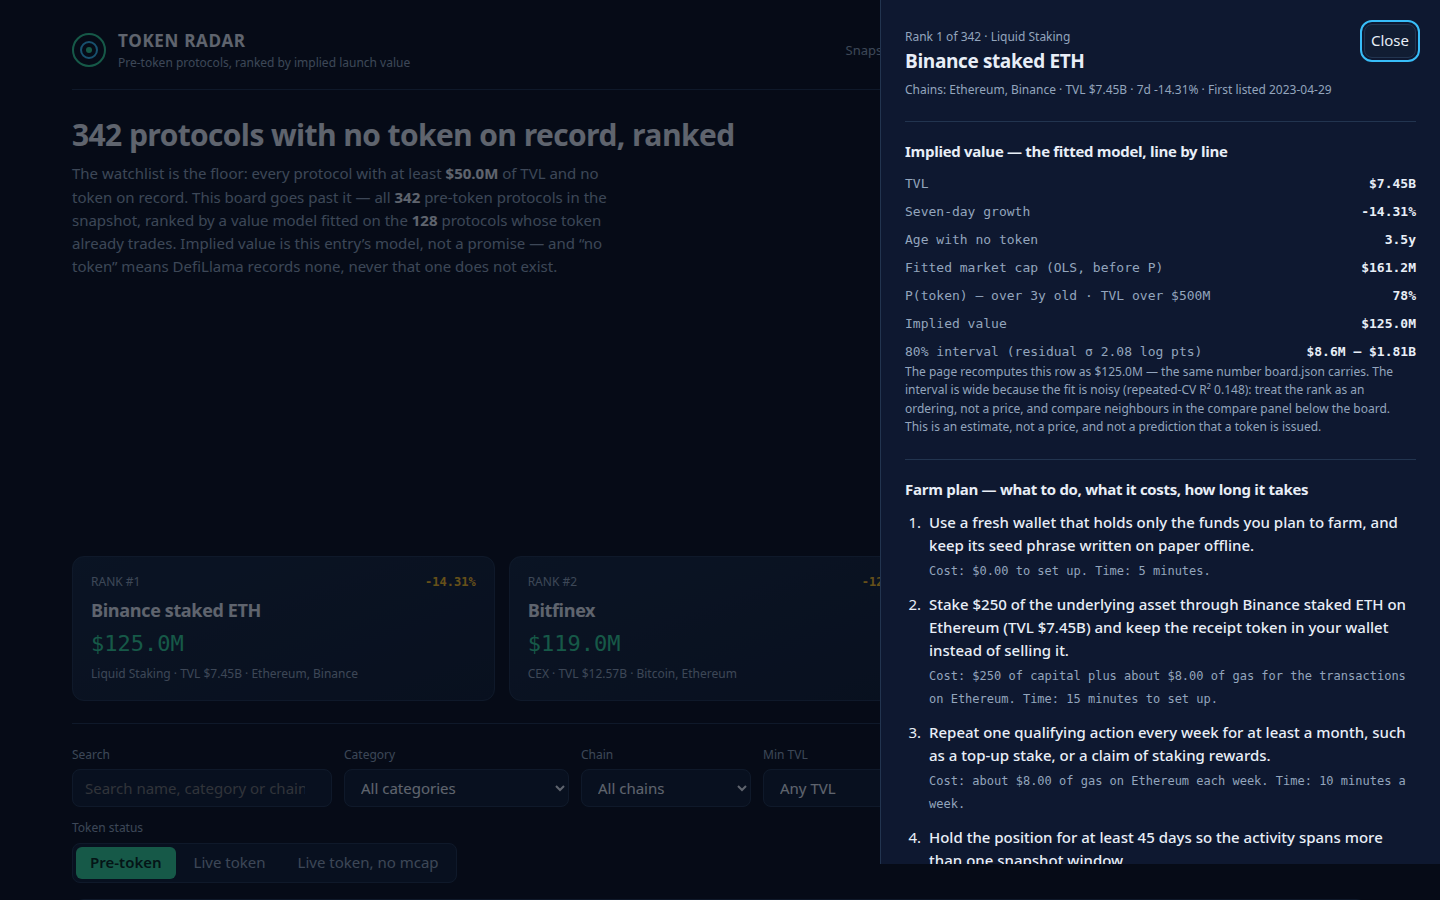 TOKEN RADAR
Pre-token protocols, ranked by implied launch value
Snaps
342 protocols with no token on record, ranked
The watchlist is the floor: every protocol with at least $50.0M of TVL and no
token on record. This board goes past it — all 342 pre-token protocols in the
snapshot, ranked by a value model fitted on the 128 protocols whose token
already trades. Implied value is this entry’s model, not a promise — and “no
token” means DefiLlama records none, never that one does not exist.
RANK #1
-14.31%
Binance staked ETH
$125.0M
Liquid Staking · TVL $7.45B · Ethereum, Binance
RANK #2
-12
Bitfinex
$119.0M
CEX · TVL $12.57B · Bitcoin, Ethereum
Search
Search name, category or chain
Category
All categories
Chain
All chains
Min TVL
Any TVL
Token status
Pre-token
Live token
Live token, no mcap
Rank 1 of 342 · Liquid Staking
Close
Binance staked ETH
Chains: Ethereum, Binance · TVL $7.45B · 7d -14.31% · First listed 2023-04-29
Implied value — the fitted model, line by line
TVL $7.45B
Seven-day growth -14.31%
Age with no token 3.5y
Fitted market cap (OLS, before P) $161.2M
P(token) — over 3y old · TVL over $500M 78%
Implied value $125.0M
80% interval (residual σ 2.08 log pts) $8.6M — $1.81B
The page recomputes this row as $125.0M — the same number board.json carries. The
interval is wide because the fit is noisy (repeated-CV R² 0.148): treat the rank as an
ordering, not a price, and compare neighbours in the compare panel below the board.
This is an estimate, not a price, and not a prediction that a token is issued.
Farm plan — what to do, what it costs, how long it takes
1. Use a fresh wallet that holds only the funds you plan to farm, and
keep its seed phrase written on paper offline.
Cost: $0.00 to set up. Time: 5 minutes.
2. Stake $250 of the underlying asset through Binance staked ETH on
Ethereum (TVL $7.45B) and keep the receipt token in your wallet
instead of selling it.
Cost: $250 of capital plus about $8.00 of gas for the transactions
on Ethereum. Time: 15 minutes to set up.
3. Repeat one qualifying action every week for at least a month, such
as a top-up stake, or a claim of staking rewards.
Cost: about $8.00 of gas on Ethereum each week. Time: 10 minutes a
week.
4. Hold the position for at least 45 days so the activity spans more
than one snapshot window.